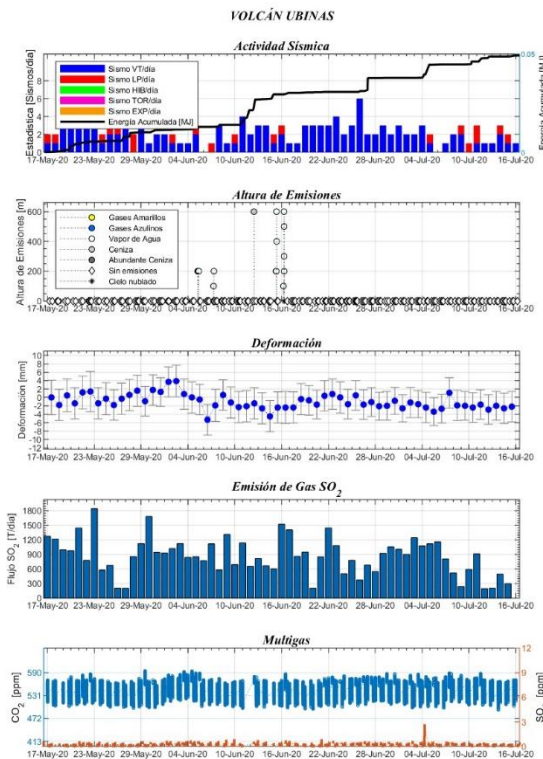 VOLCÁN UBINAS
Actividad Sísmica
Estadística [Sismos/día]
8
6
4
2
0
Sismo VT/día
Sismo LP/día
Sismo HIB/día
Sismo TOR/día
Sismo EXP/día
Energía Acumulada [MJ]
0.05
0
Energía Acumulada [MJ]
17-May-20 23-May-20 29-May-20 04-Jun-20 10-Jun-20 16-Jun-20 22-Jun-20 28-Jun-20 04-Jul-20 10-Jul-20 16-Jul-20
Altura de Emisiones
Altura de Emisiones [m]
600
400
200
0
Gases Amarillos
Gases Azulinos
Vapor de Agua
Ceniza
Abundante Ceniza
Sin emisiones
Cielo nublado
17-May-20 23-May-20 29-May-20 04-Jun-20 10-Jun-20 16-Jun-20 22-Jun-20 28-Jun-20 04-Jul-20 10-Jul-20 16-Jul-20
Deformación
Deformación [mm]
10
8
6
4
2
0
-2
-4
-6
-8
-10
-12
17-May-20 23-May-20 29-May-20 04-Jun-20 10-Jun-20 16-Jun-20 22-Jun-20 28-Jun-20 04-Jul-20 10-Jul-20 16-Jul-20
Emisión de Gas SO2
Flujo SO2 [T/día]
1800
1500
1200
900
600
300
0
17-May-20 23-May-20 29-May-20 04-Jun-20 10-Jun-20 16-Jun-20 22-Jun-20 28-Jun-20 04-Jul-20 10-Jul-20 16-Jul-20
Multigas
CO2 [ppm]
590
531
472
413
12
9
6
3
0
[ppm]
17-May-20 23-May-20 29-May-20 04-Jun-20 10-Jun-20 16-Jun-20 22-Jun-20 28-Jun-20 04-Jul-20 10-Jul-20 16-Jul-20